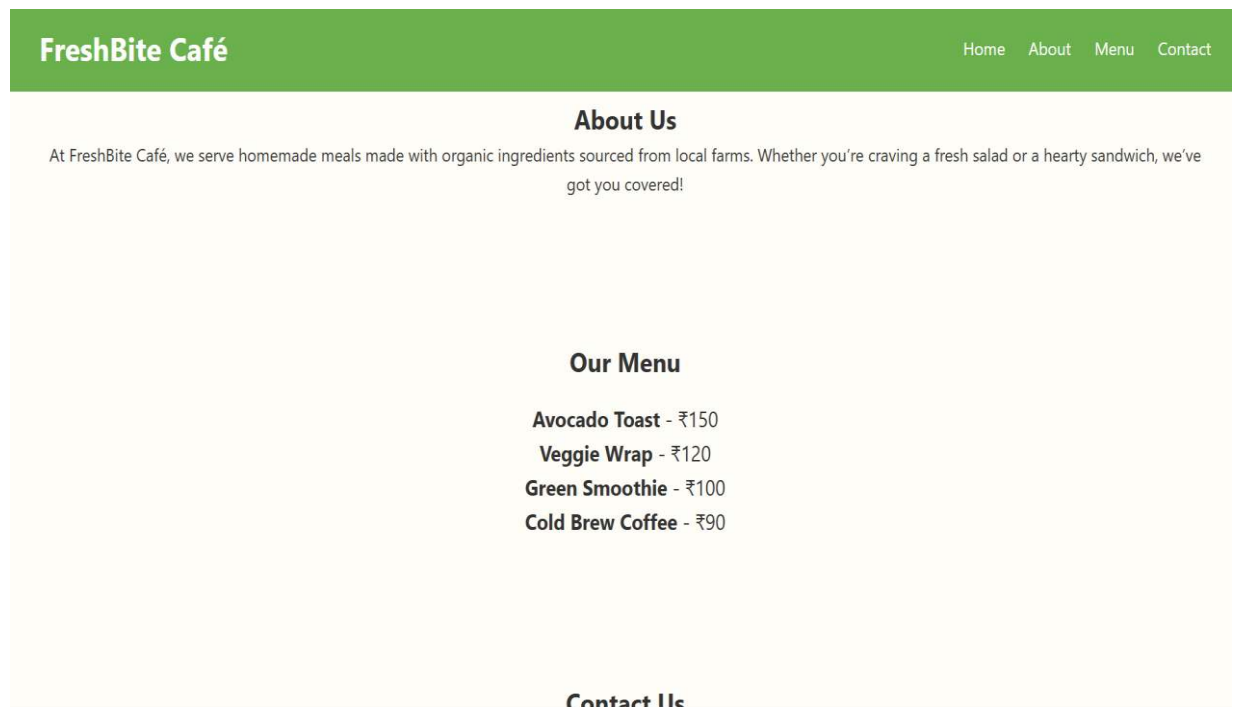 FreshBite Café
Home About Menu Contact
About Us
At FreshBite Café, we serve homemade meals made with organic ingredients sourced from local farms. Whether you’re craving a fresh salad or a hearty sandwich, we’ve
got you covered!
Our Menu
Avocado Toast - ₹150
Veggie Wrap - ₹120
Green Smoothie - ₹100
Cold Brew Coffee - ₹90
Contact Us